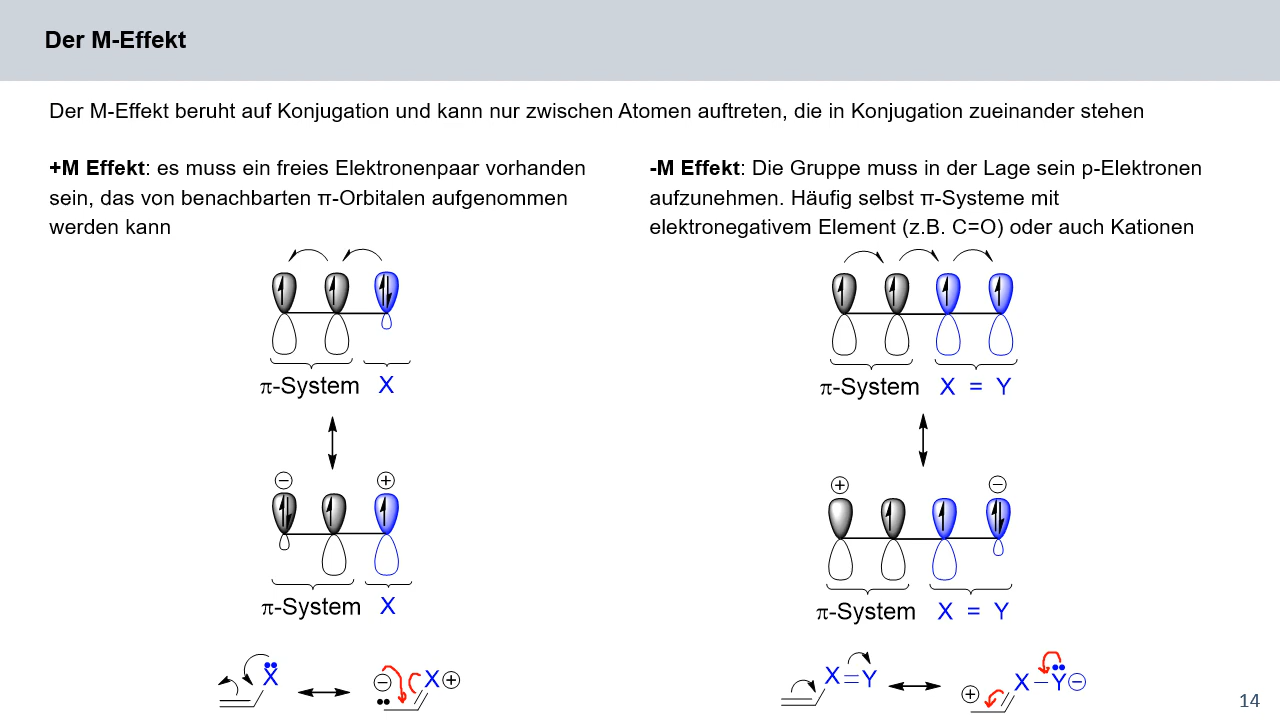 Der M-Effekt
Der M-Effekt beruht auf Konjugation und kann nur zwischen Atomen auftreten, die in Konjugation zueinander stehen
+M Effekt: es muss ein freies Elektronenpaar vorhanden
sein, das von benachbarten π-Orbitalen aufgenommen
werden kann
-M Effekt: Die Gruppe muss in der Lage sein p-Elektronen
aufzunehmen. Häufig selbst π-Systeme mit
elektronegativem Element (z.B. C=O) oder auch Kationen
π-System X
π-System X = Y
⊖ ⊕
π-System X
⊕ ⊖
π-System X = Y
X
⊖ X⊕
X=Y
⊕ X–Y⊖
14